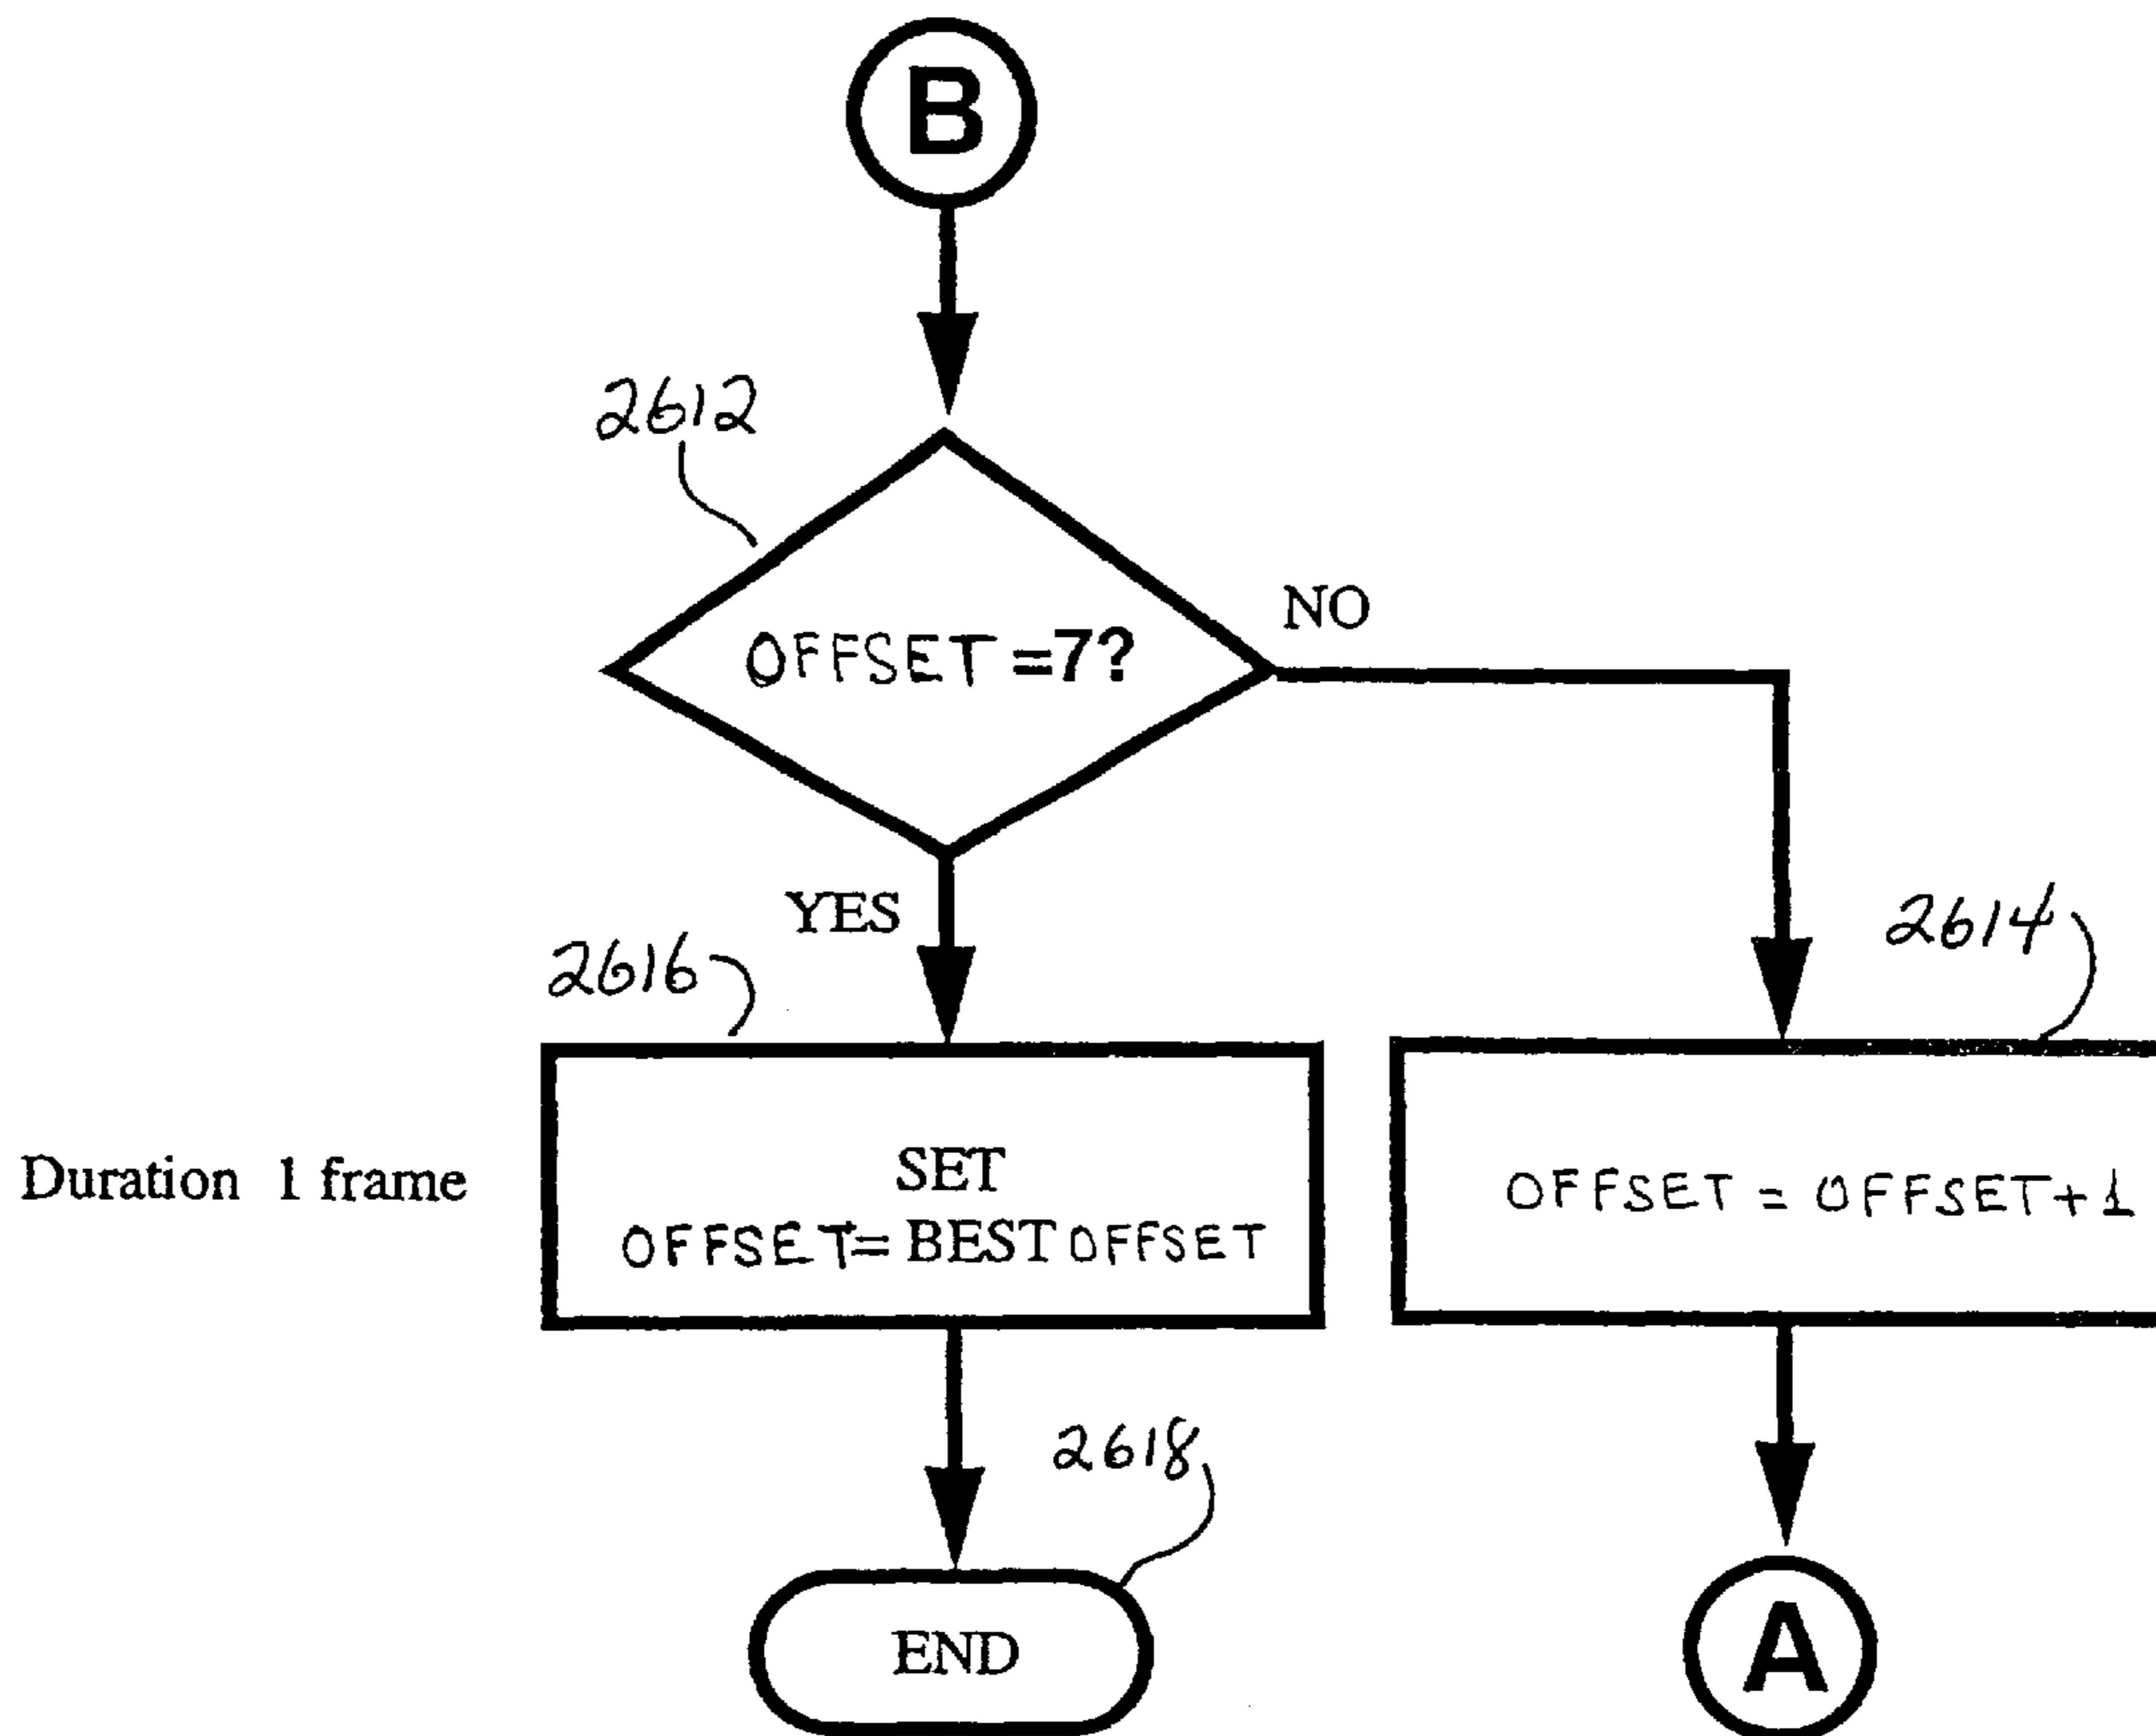 B
2612
NO
OFFSET =7?
YES
2616
2614
Duration 1 frame
SET
OFFSET= BEST OFFSET
OFFSET = OFFSET+1
2618
END
A